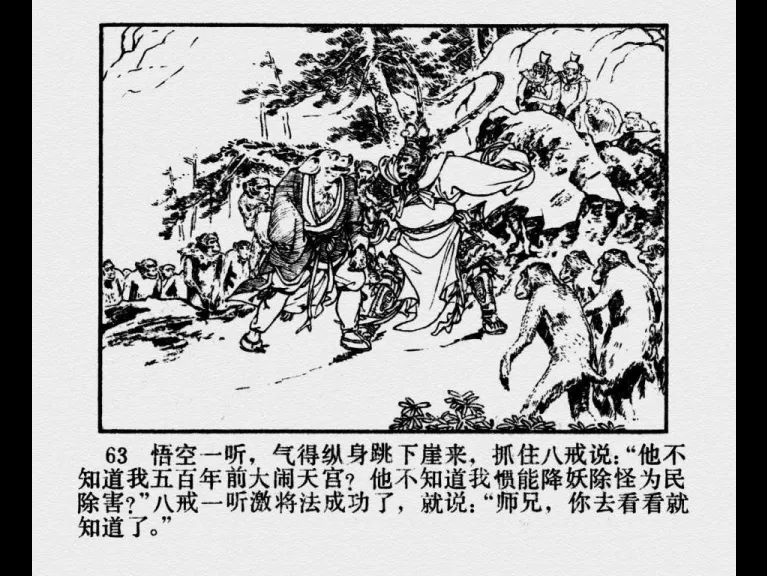 63 悟空一听，气得纵身跳下崖来，抓住八戒说：“他不
知道我五百年前大闹天宫？他不知道我惯能降妖除怪为民
除害？”八戒一听激将法成功了，就说：“师兄，你去看看就
知道了。”